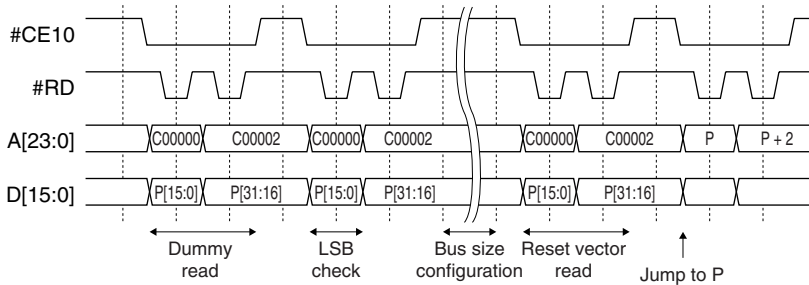 #CE10
#RD
A[23:0] C00000 C00002 C00000 C00002 C00000 C00002 P P + 2
D[15:0] P[15:0] P[31:16] P[15:0] P[31:16] P[15:0] P[31:16]
Dummy read
LSB check
Bus size configuration
Reset vector read
Jump to P